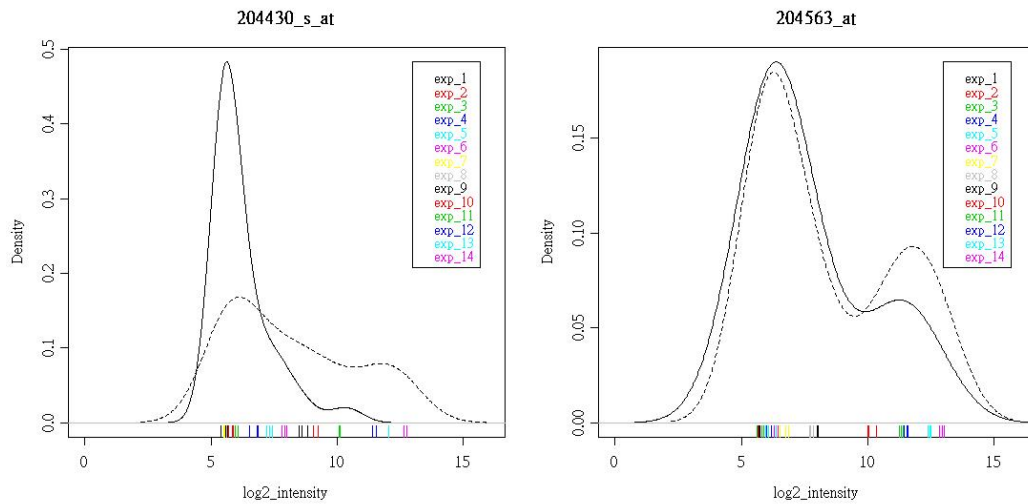 204430_s_at
0.5
0.4
0.3
0.2
0.1
0.0
Density
exp_1
exp_2
exp_3
exp_4
exp_5
exp_6
exp_7
exp_8
exp_9
exp_10
exp_11
exp_12
exp_13
exp_14
0 5 10 15
log2_intensity
204563_at
0.15
0.10
0.05
0.00
Density
exp_1
exp_2
exp_3
exp_4
exp_5
exp_6
exp_7
exp_8
exp_9
exp_10
exp_11
exp_12
exp_13
exp_14
0 5 10 15
log2_intensity